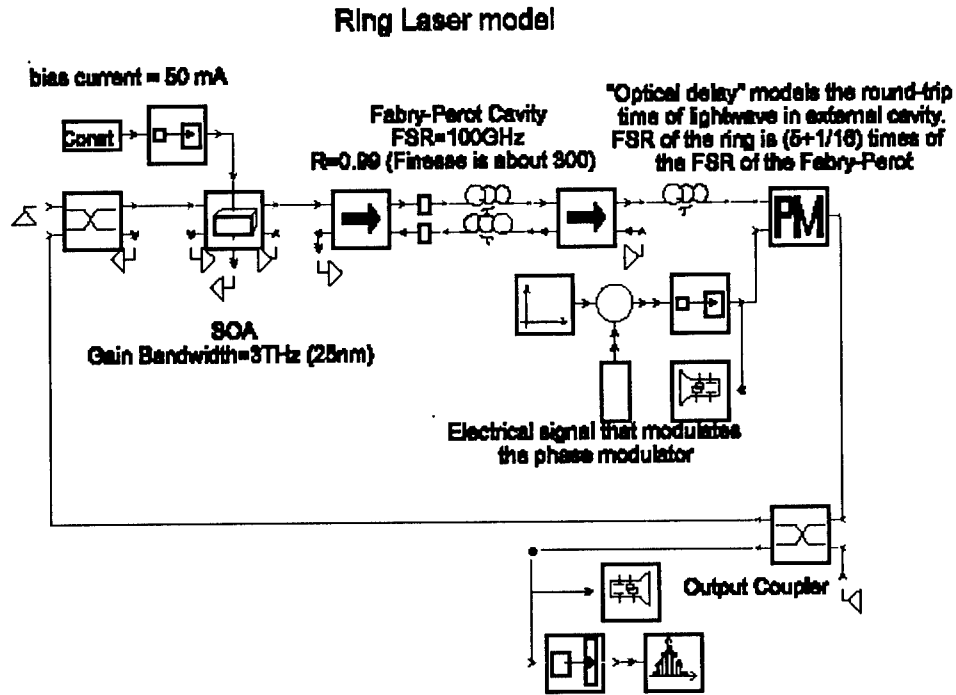 Ring Laser model
bias current = 50 mA
Const
Fabry-Perot Cavity
FSR=100GHz
R=0.99 (Finesse is about 300)
"Optical delay" models the round-trip
time of lightwave in external cavity.
FSR of the ring is (5+1/16) times of
the FSR of the Fabry-Perot
τ
τ
τ
PM
SOA
Gain Bandwidth=3THz (25nm)
Electrical signal that modulates
the phase modulator
Output Coupler